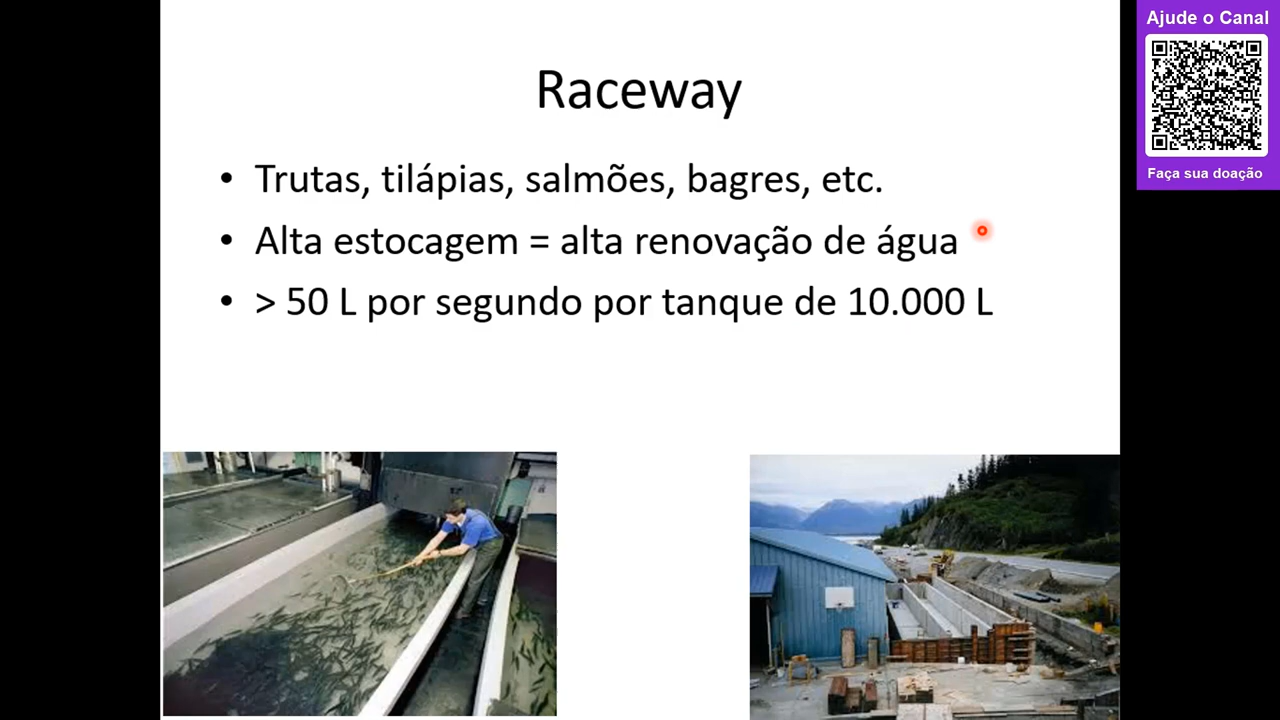 Raceway
• Trutas, tilápias, salmões, bagres, etc.
• Alta estocagem = alta renovação de água
• > 50 L por segundo por tanque de 10.000 L
Ajude o Canal
Faça sua doação